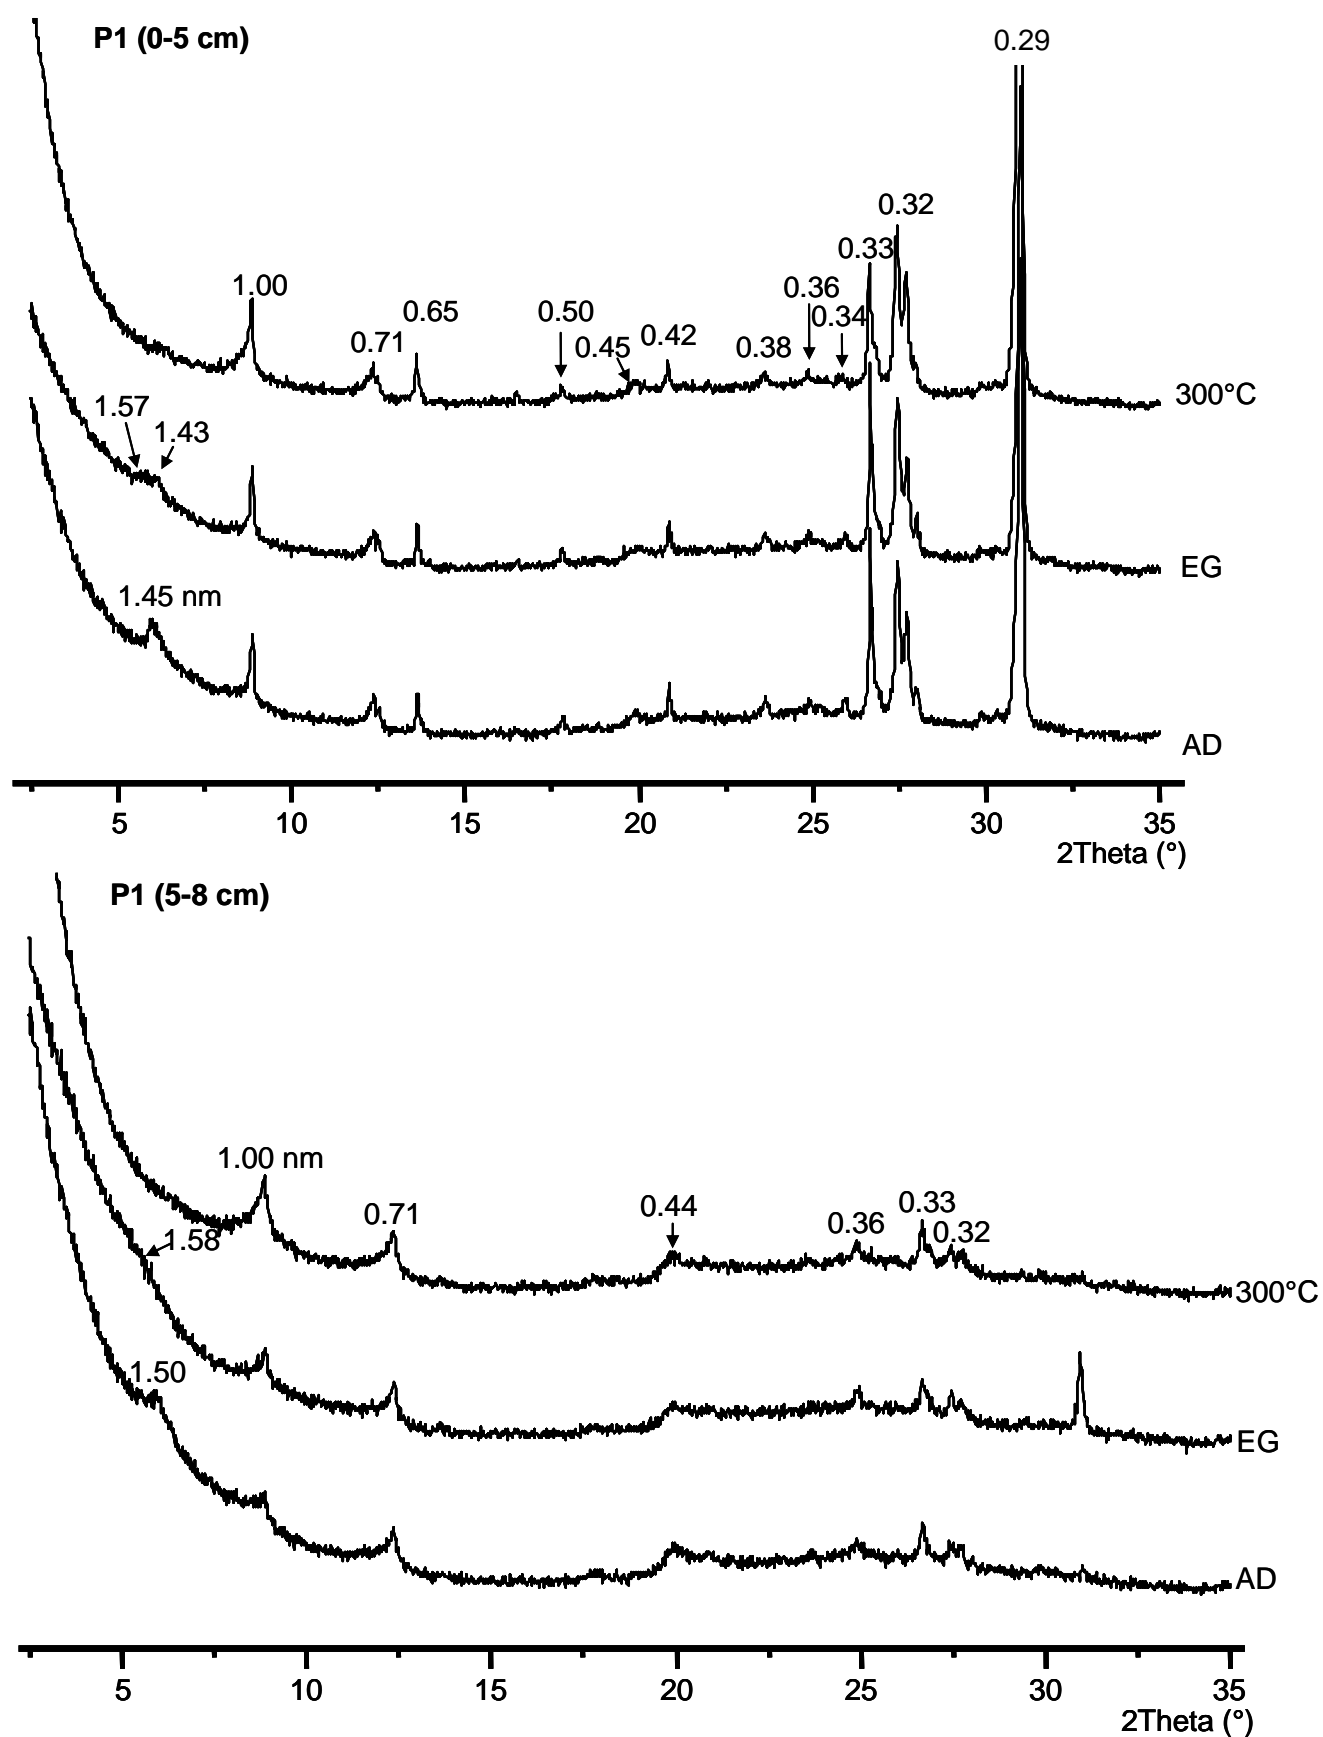 P1 (0-5 cm)
0.29
0.32
0.33
1.00
0.36
0.65
0.50
0.34
0.71
0.45
0.42
0.38
300°C
1.57
1.43
EG
1.45 nm
AD
5 10 15 20 25 30 35
2Theta (°)
P1 (5-8 cm)
1.00 nm
0.71
0.44
0.33
0.36
0.32
1.58
300°C
1.50
EG
AD
5 10 15 20 25 30 35
2Theta (°)